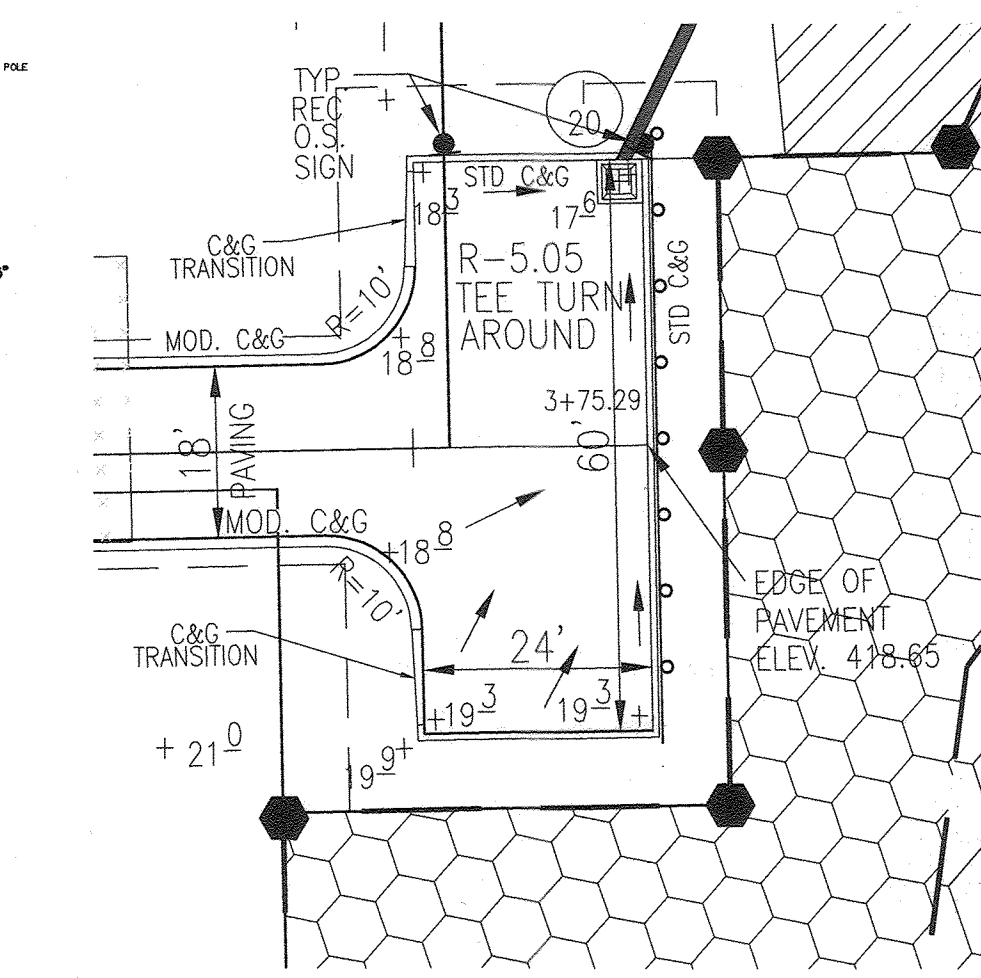 POLE
TYP
REC
O.S.
SIGN
20
STD C&G
18 3
17 6
C&G
TRANSITION
R-5.05
TEE TURN
AROUND
STD C&G
R=10'
MOD. C&G
18 8
3+75.29
18'
PAVING
60'
MOD. C&G
18 8
R=10'
EDGE OF
PAVEMENT
ELEV. 418.65
C&G
TRANSITION
24'
19 3
19 3
21 0
19 9